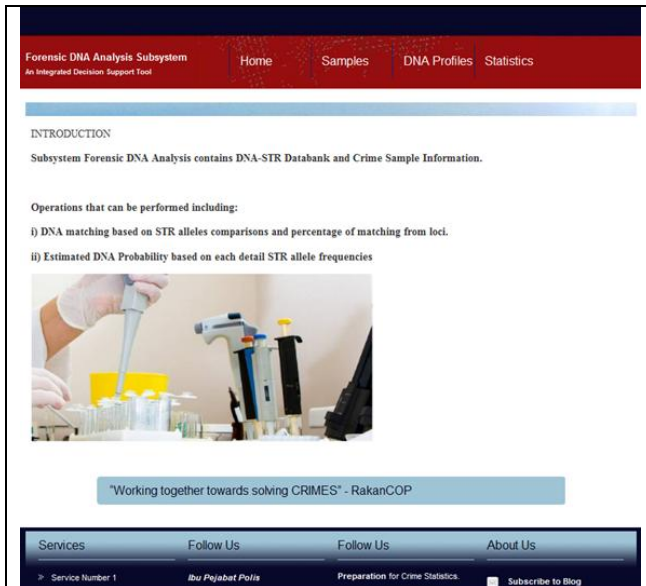 Forensic DNA Analysis Subsystem
An Integrated Decision Support Tool
Home
Samples
DNA Profiles
Statistics
INTRODUCTION
Subsystem Forensic DNA Analysis contains DNA-STR Databank and Crime Sample Information.
Operations that can be performed including:
i) DNA matching based on STR alleles comparisons and percentage of matching from loci.
ii) Estimated DNA Probability based on each detail STR allele frequencies
"Working together towards solving CRIMES" - RakanCOP
Services
Follow Us
Follow Us
About Us
» Service Number 1
Ibu Pejabat Polis
Preparation for Crime Statistics.
Subscribe to Blog